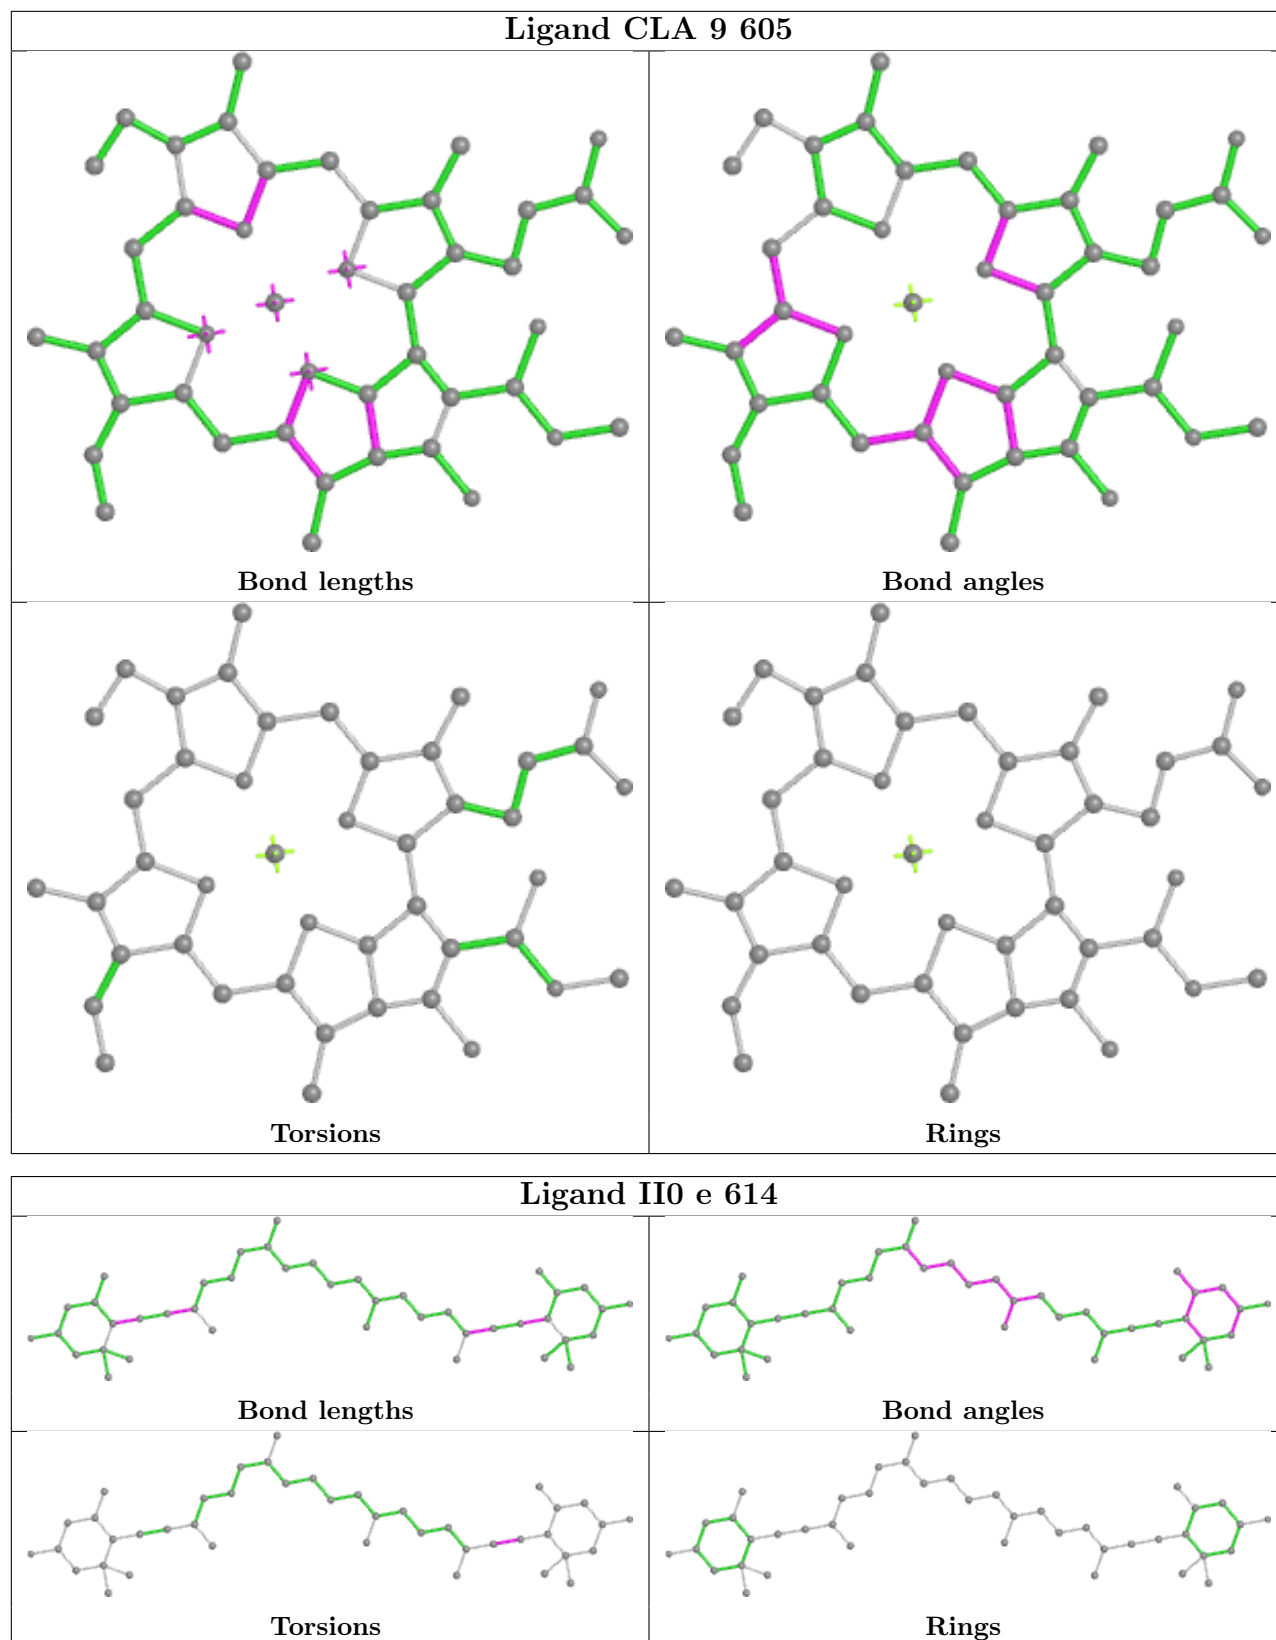 Ligand CLA 9 605
Bond lengths
Bond angles
Torsions
Rings
Ligand II0 e 614
Bond lengths
Bond angles
Torsions
Rings